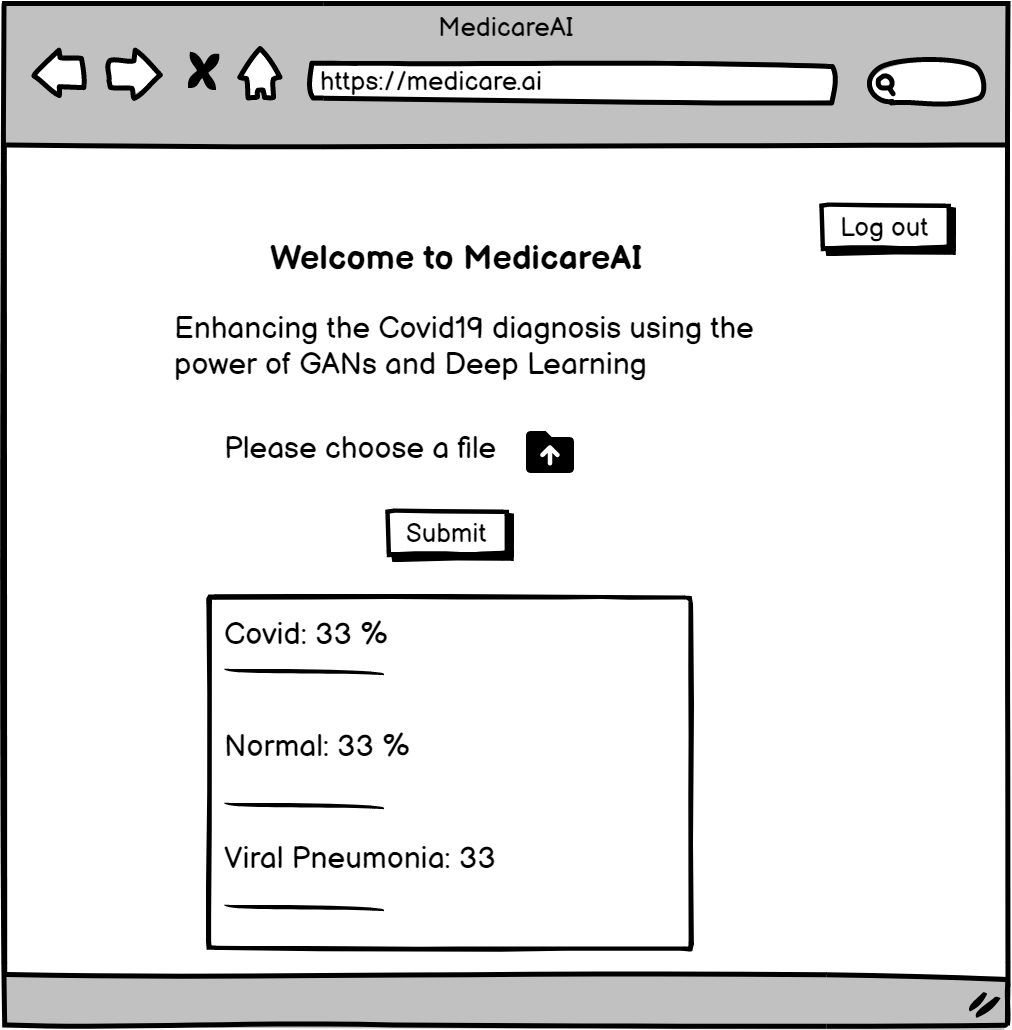 MedicareAI
https://medicare.ai
Log out
Welcome to MedicareAI
Enhancing the Covid19 diagnosis using the
power of GANs and Deep Learning
Please choose a file
Submit
Covid: 33 %
Normal: 33 %
Viral Pneumonia: 33